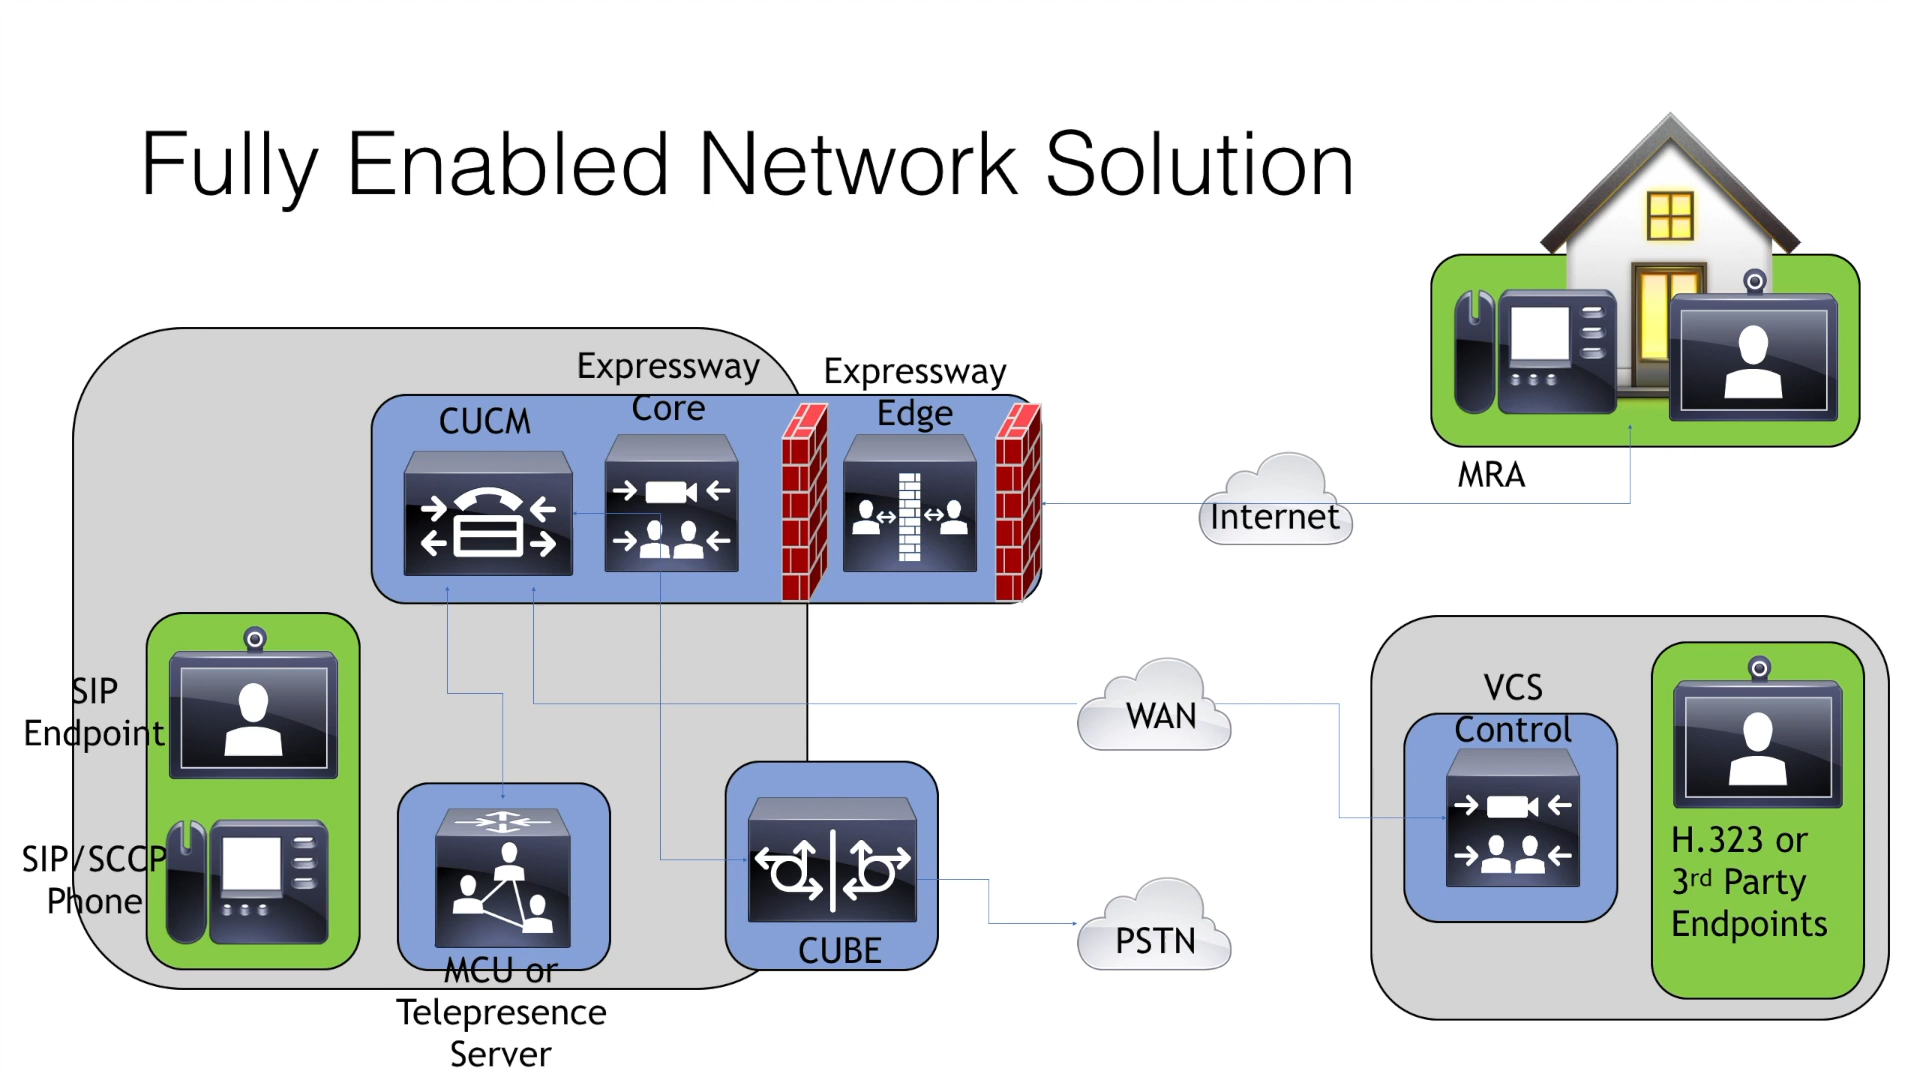 Fully Enabled Network Solution
Expressway
Core
Expressway
Edge
CUCM
MRA
Internet
SIP
Endpoint
SIP/SCCP
Phone
WAN
VCS
Control
H.323 or
3rd Party
Endpoints
CUBE
PSTN
MCU or
Telepresence
Server